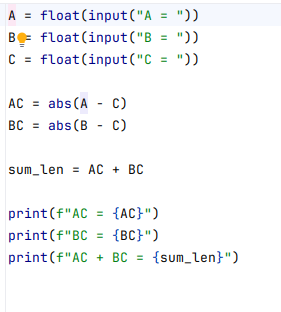 A = float(input("A = "))
B = float(input("B = "))
C = float(input("C = "))
AC = abs(A - C)
BC = abs(B - C)
sum_len = AC + BC
print(f"AC = {AC}")
print(f"BC = {BC}")
print(f"AC + BC = {sum_len}")